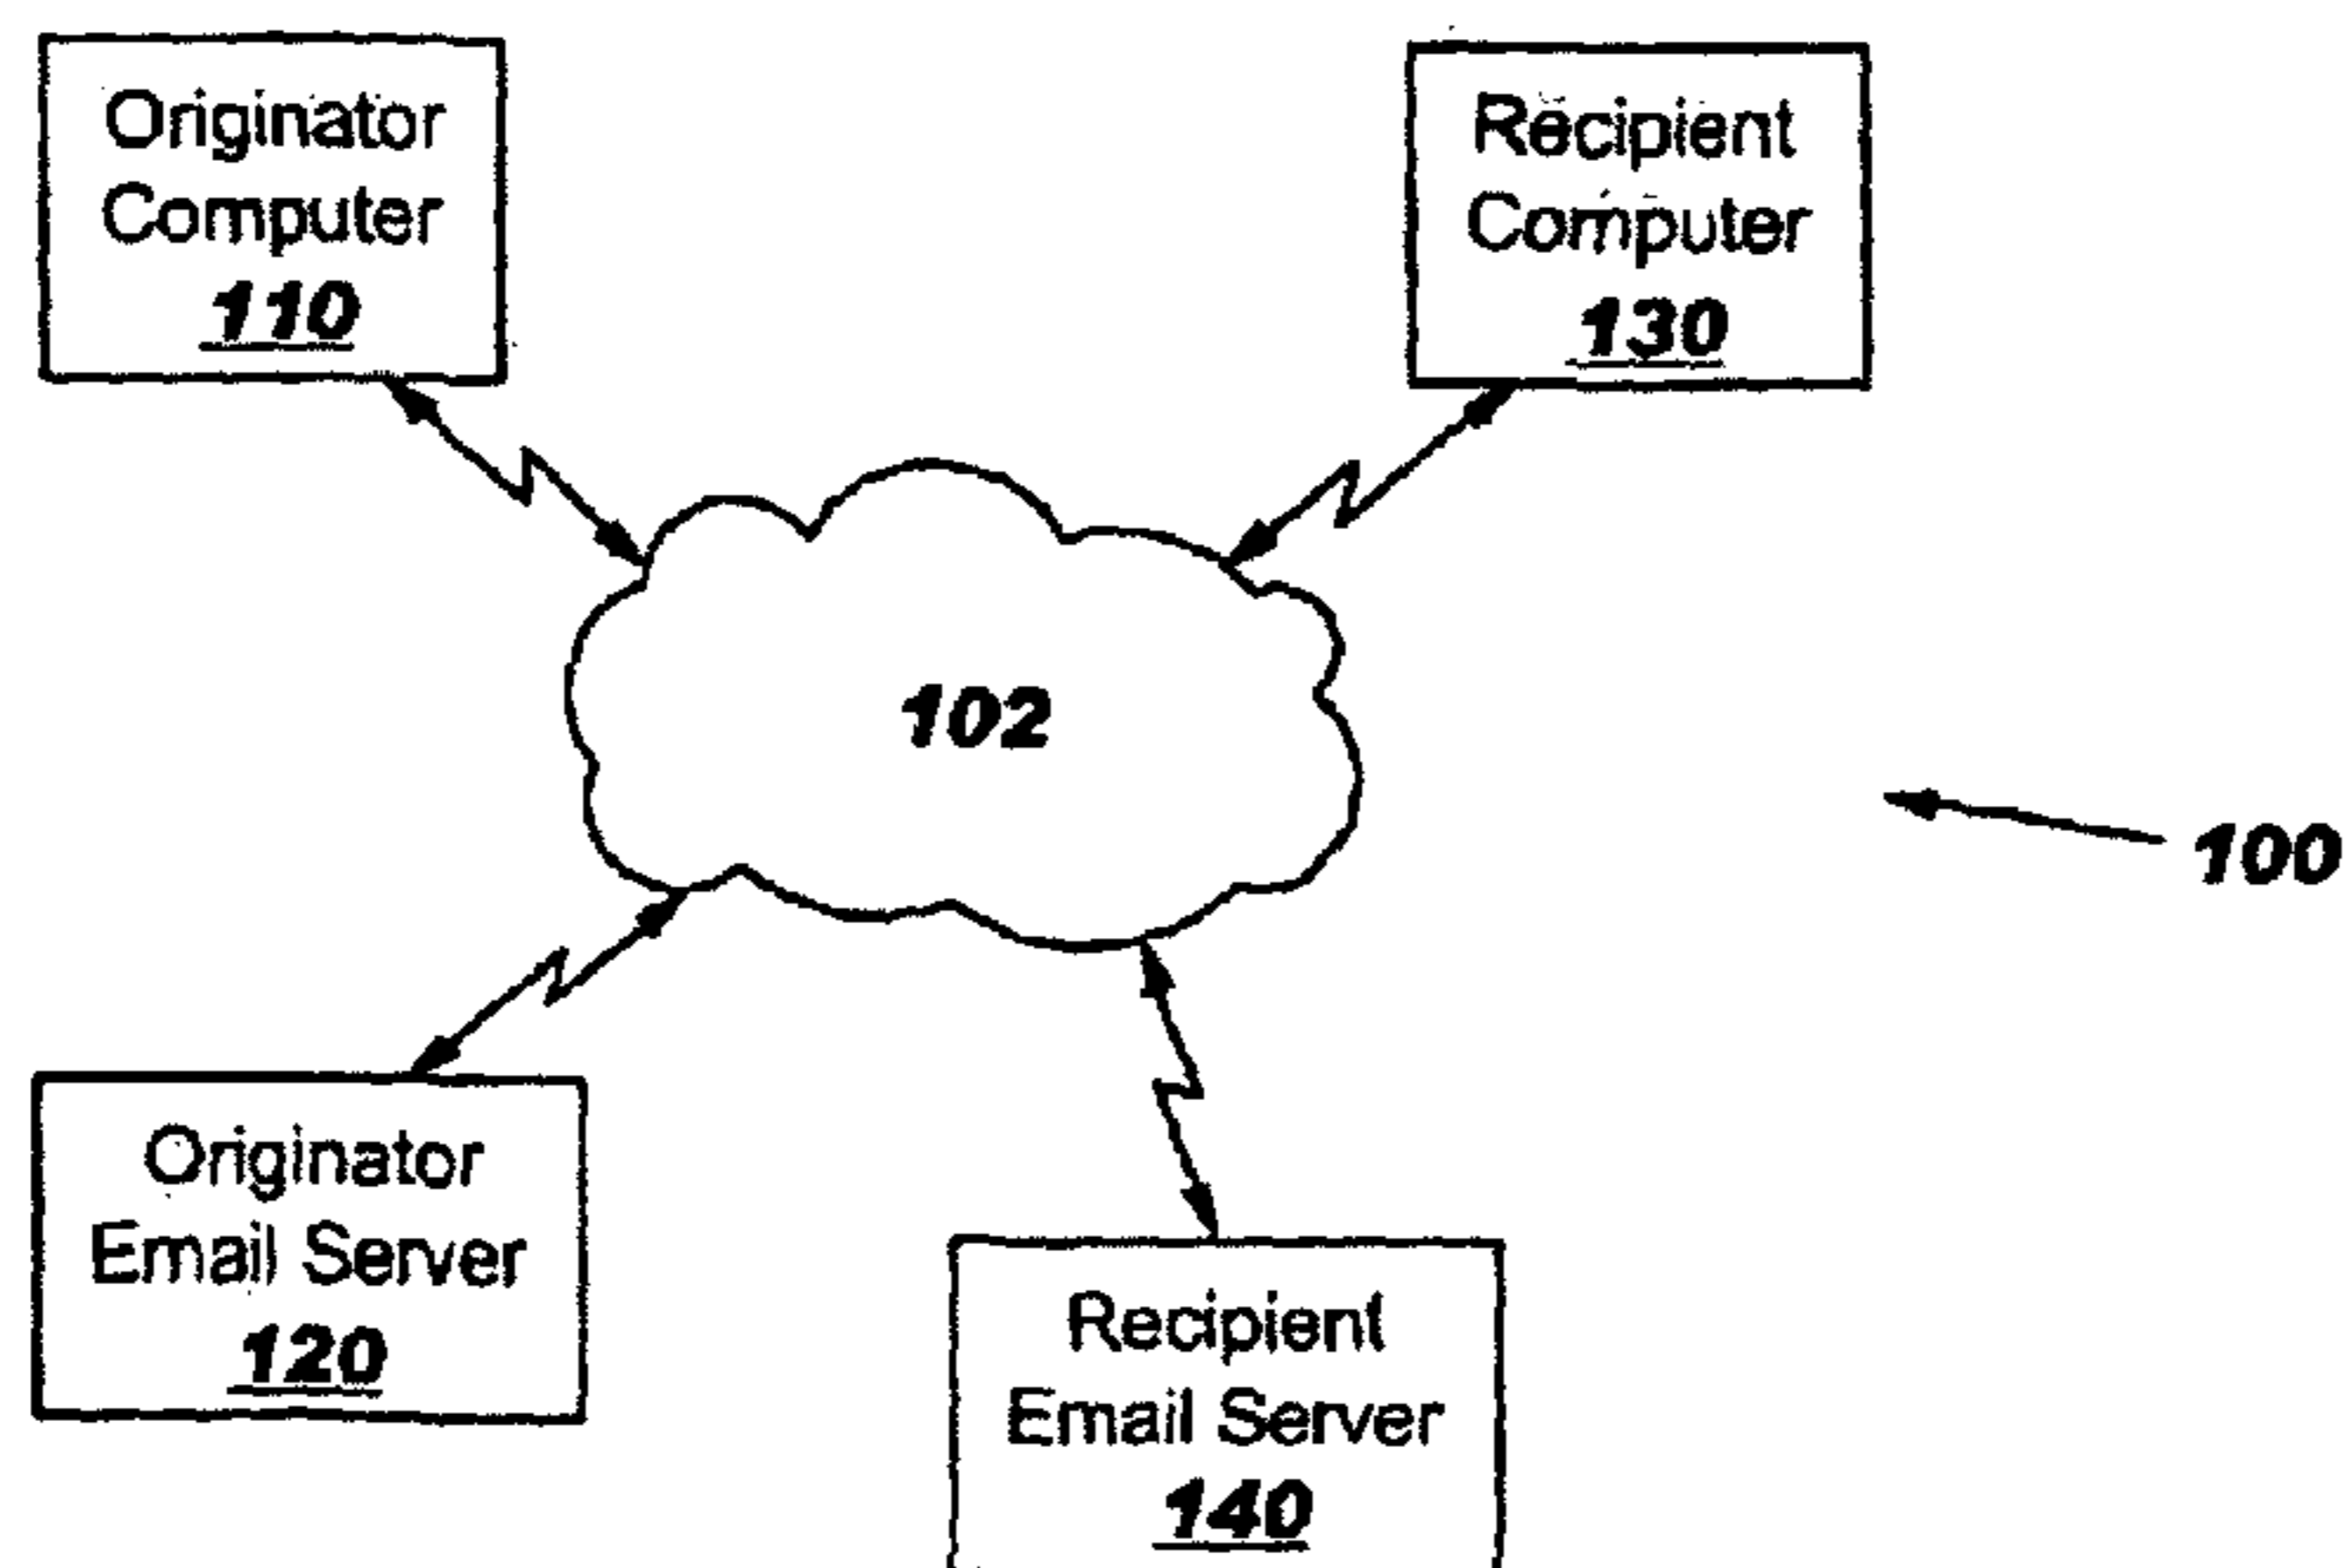 Originator
Computer
110
Recipient
Computer
130
102
100
Originator
Email Server
120
Recipient
Email Server
140